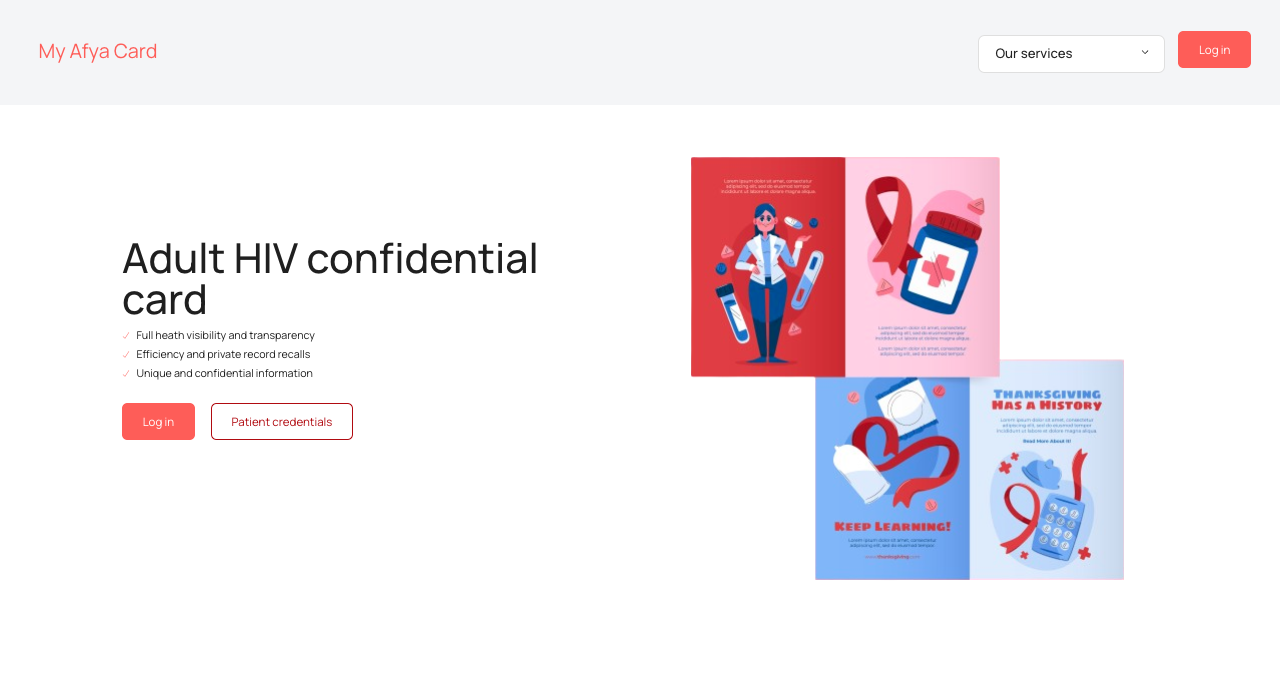 My Afya Card
Our services
Log in
Adult HIV confidential
card
Full heath visibility and transparency
Efficiency and private record recalls
Unique and confidential information
Log in
Patient credentials
Lorem ipsum dolor sit amet, consectetur
adipiscing elit, sed do eiusmod tempor
incididunt ut labore et dolore magna aliqua.
Lorem ipsum dolor sit amet, consectetur
adipiscing elit, sed do eiusmod tempor
incididunt ut labore et dolore magna aliqua.
Lorem ipsum dolor sit amet, consectetur
adipiscing elit, sed do eiusmod tempor
Thanksgiving
Has a History
Lorem ipsum dolor sit amet, consectetur
adipiscing elit, sed do eiusmod tempor
incididunt ut labore et dolore magna aliqua.
Read More About It!
Keep Learning!
Lorem ipsum dolor sit amet, consectetur
adipiscing elit, sed do eiusmod tempor
www.thanksgiving.com